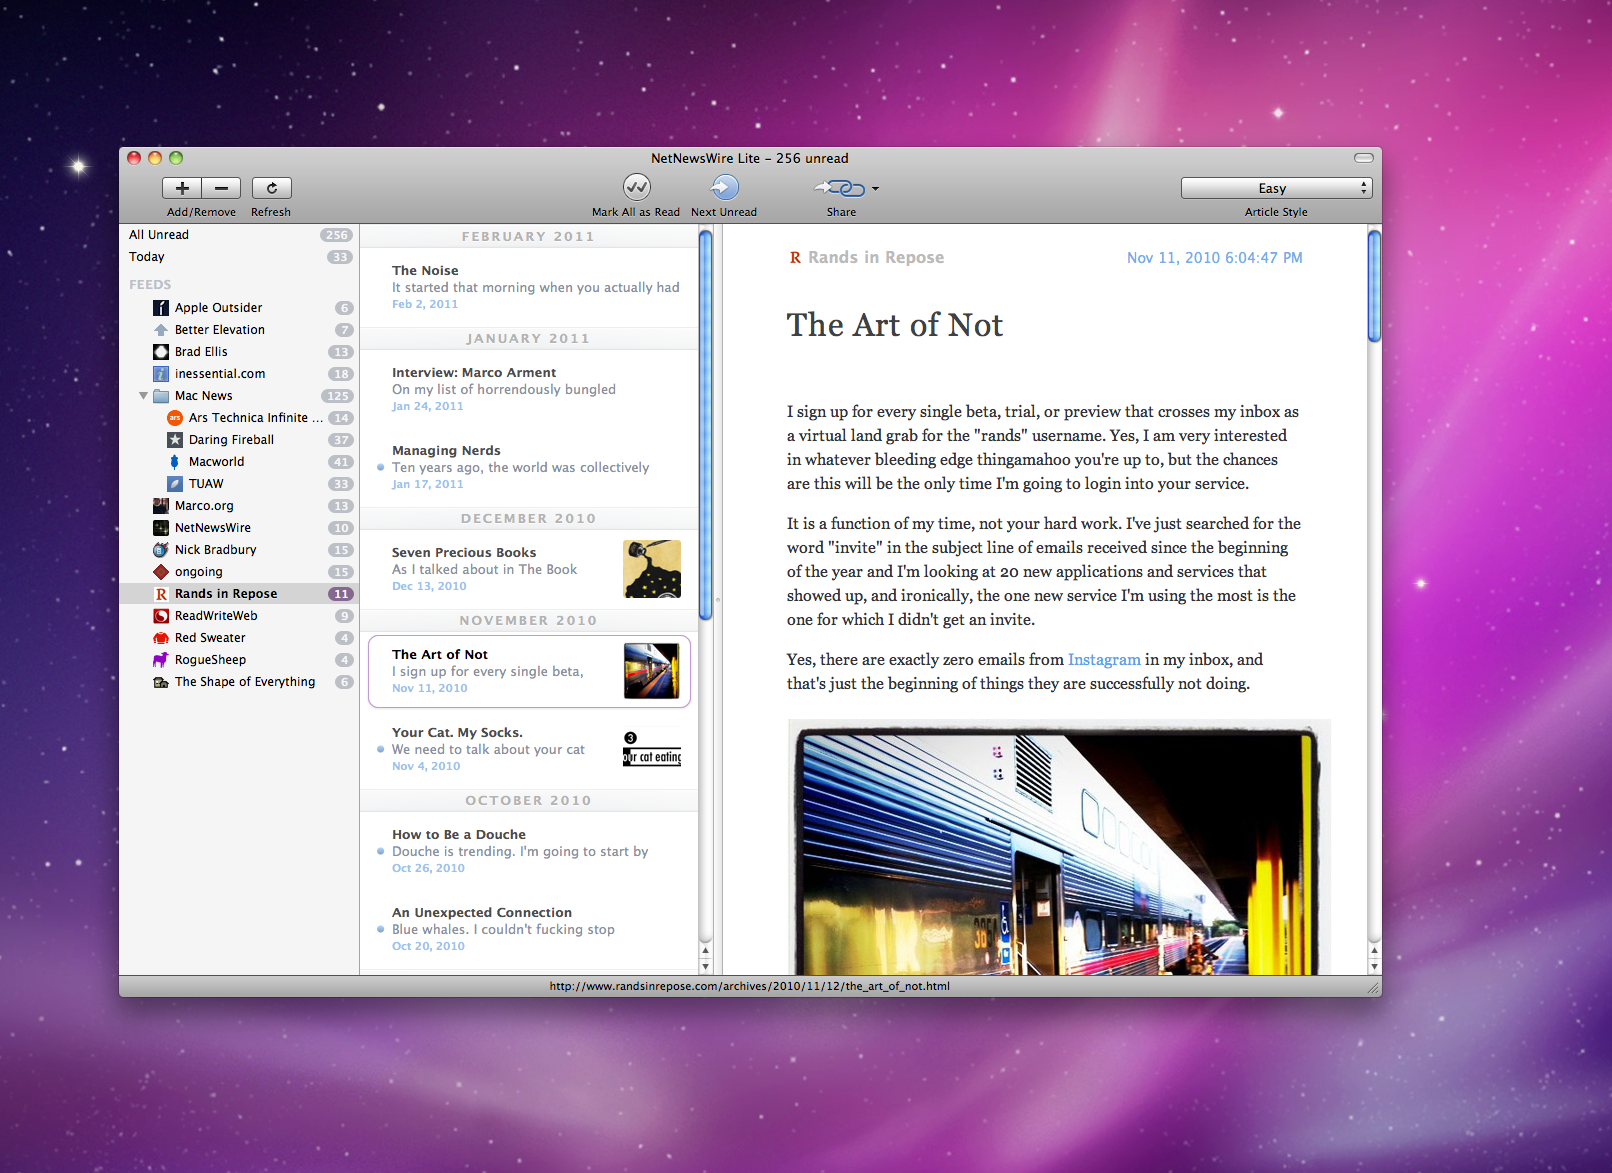 NetNewsWire Lite – 256 unread
Add/Remove
Refresh
Mark All as Read
Next Unread
Share
Easy
Article Style
All Unread 256
Today 33
FEEDS
Apple Outsider 6
Better Elevation 7
Brad Ellis 13
inessential.com 18
Mac News 125
ars Ars Technica Infinite ... 14
Daring Fireball 37
Macworld 41
TUAW 33
Marco.org 13
NetNewsWire 10
Nick Bradbury 15
ongoing 15
R Rands in Repose 11
ReadWriteWeb 9
Red Sweater 4
RogueSheep 4
The Shape of Everything 6
FEBRUARY 2011
The Noise
It started that morning when you actually had
Feb 2, 2011
JANUARY 2011
Interview: Marco Arment
On my list of horrendously bungled
Jan 24, 2011
Managing Nerds
Ten years ago, the world was collectively
Jan 17, 2011
DECEMBER 2010
Seven Precious Books
As I talked about in The Book
Dec 13, 2010
NOVEMBER 2010
The Art of Not
I sign up for every single beta,
Nov 11, 2010
Your Cat. My Socks.
We need to talk about your cat
Nov 4, 2010
3
our cat eating
OCTOBER 2010
How to Be a Douche
Douche is trending. I'm going to start by
Oct 26, 2010
An Unexpected Connection
Blue whales. I couldn't fucking stop
Oct 20, 2010
R Rands in Repose
Nov 11, 2010 6:04:47 PM
The Art of Not
I sign up for every single beta, trial, or preview that crosses my inbox as
a virtual land grab for the "rands" username. Yes, I am very interested
in whatever bleeding edge thingamahoo you're up to, but the chances
are this will be the only time I'm going to login into your service.
It is a function of my time, not your hard work. I've just searched for the
word "invite" in the subject line of emails received since the beginning
of the year and I'm looking at 20 new applications and services that
showed up, and ironically, the one new service I'm using the most is the
one for which I didn't get an invite.
Yes, there are exactly zero emails from Instagram in my inbox, and
that's just the beginning of things they are successfully not doing.
http://www.randsinrepose.com/archives/2010/11/12/the_art_of_not.html